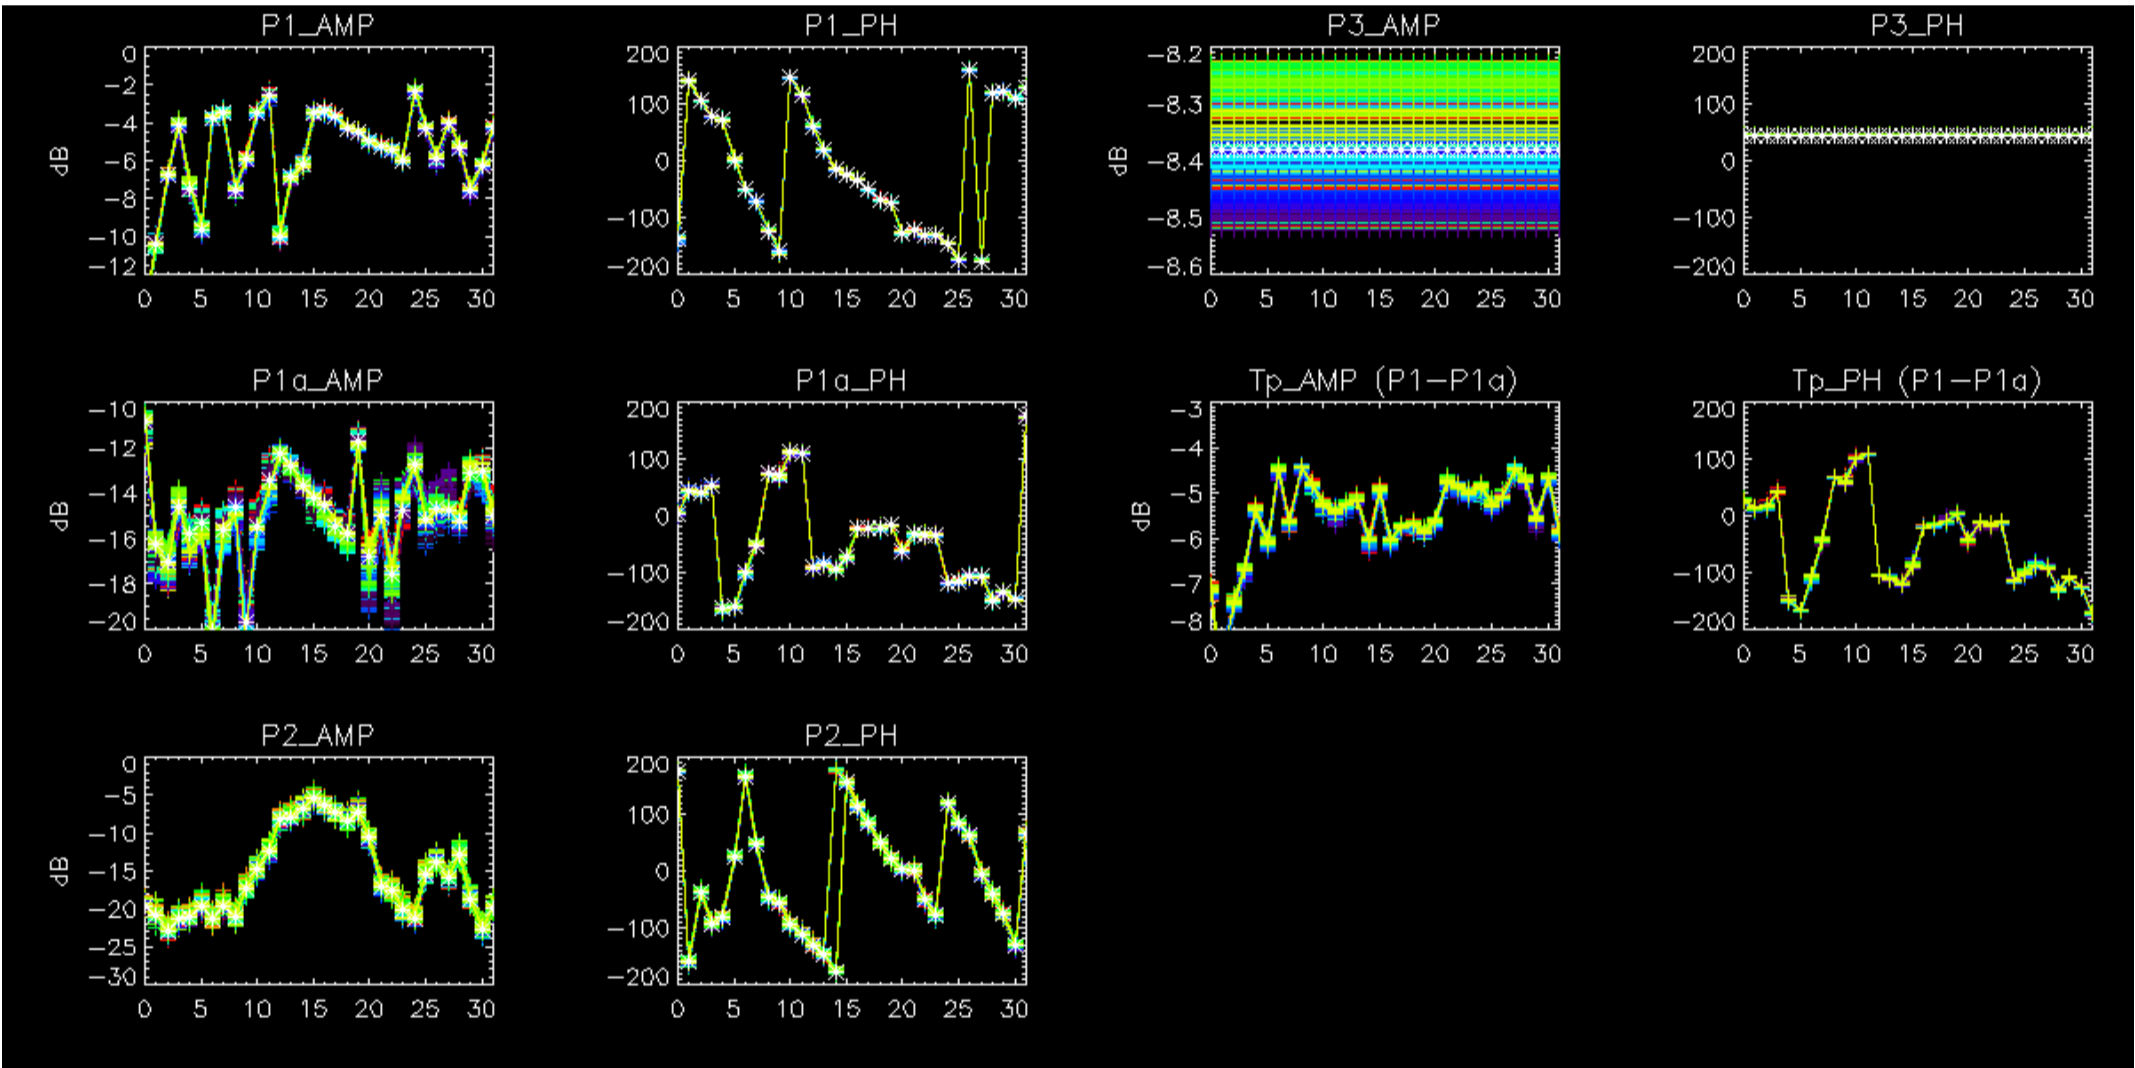 P1_AMP P1_PH P3_AMP P3_PH
0 200 -8.2 200
-2
-4 100 -8.3 100
dB -6 0 dB -8.4 0
-8
-10 -100 -8.5 -100
-12 -200 -8.6 -200
0 5 10 15 20 25 30 0 5 10 15 20 25 30 0 5 10 15 20 25 30 0 5 10 15 20 25 30
P1a_AMP P1a_PH Tp_AMP (P1-P1a) Tp_PH (P1-P1a)
-10 200 -3 200
-12 100 -4 100
-14
dB 0 dB -5 0
-16 -6
-18 -100 -7 -100
-20 -200 -8 -200
0 5 10 15 20 25 30 0 5 10 15 20 25 30 0 5 10 15 20 25 30 0 5 10 15 20 25 30
P2_AMP P2_PH
0 200
-5 100
-10
dB -15 0
-20 -100
-25
-30 -200
0 5 10 15 20 25 30 0 5 10 15 20 25 30